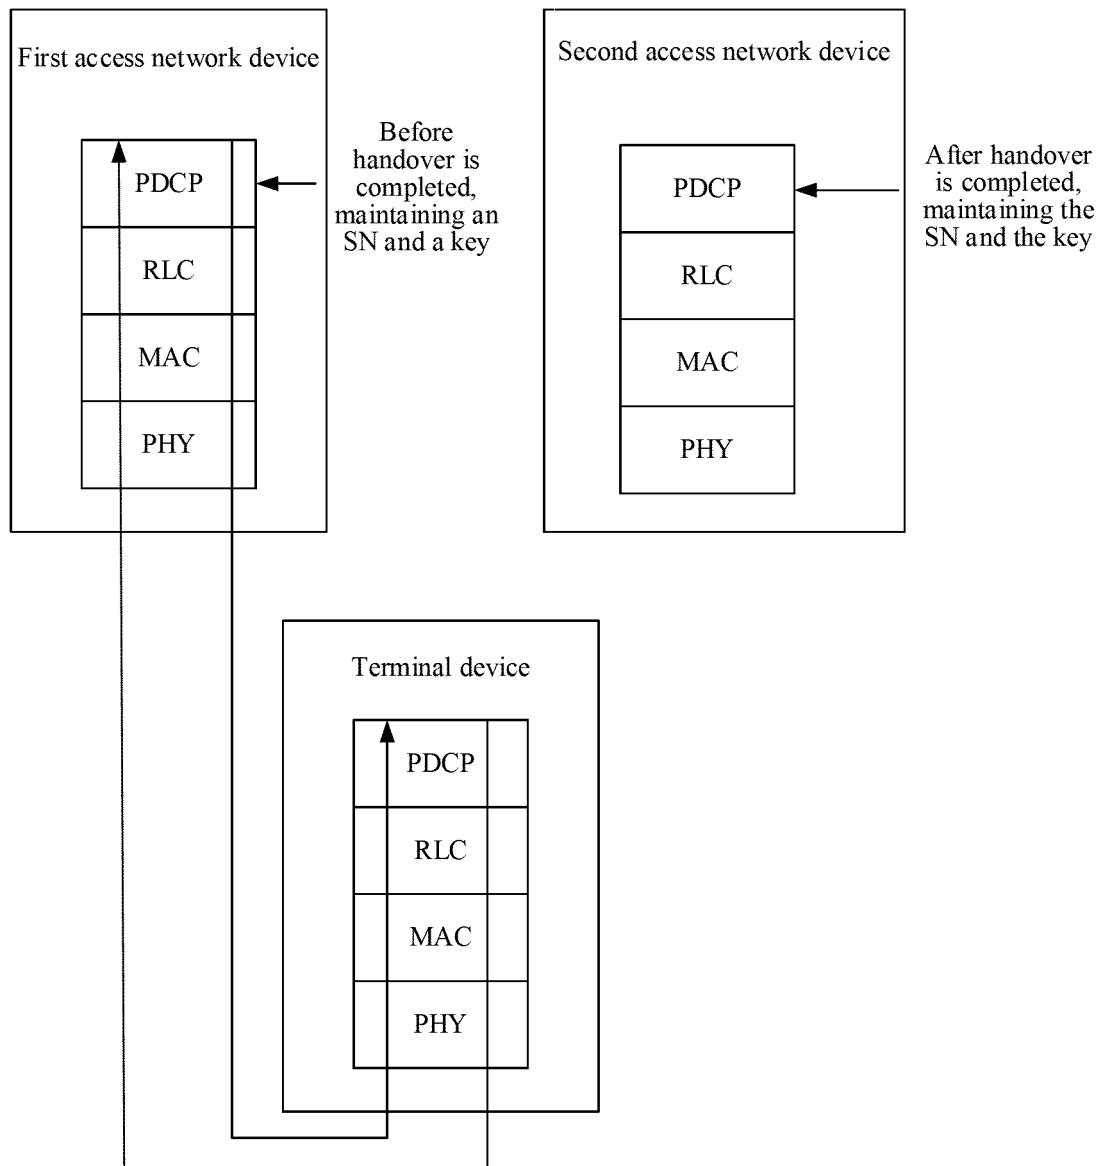 First access network device
PDCP
RLC
MAC
PHY
Before
handover is
completed,
maintaining an
SN and a key
Second access network device
PDCP
RLC
MAC
PHY
After handover
is completed,
maintaining the
SN and the key
Terminal device
PDCP
RLC
MAC
PHY